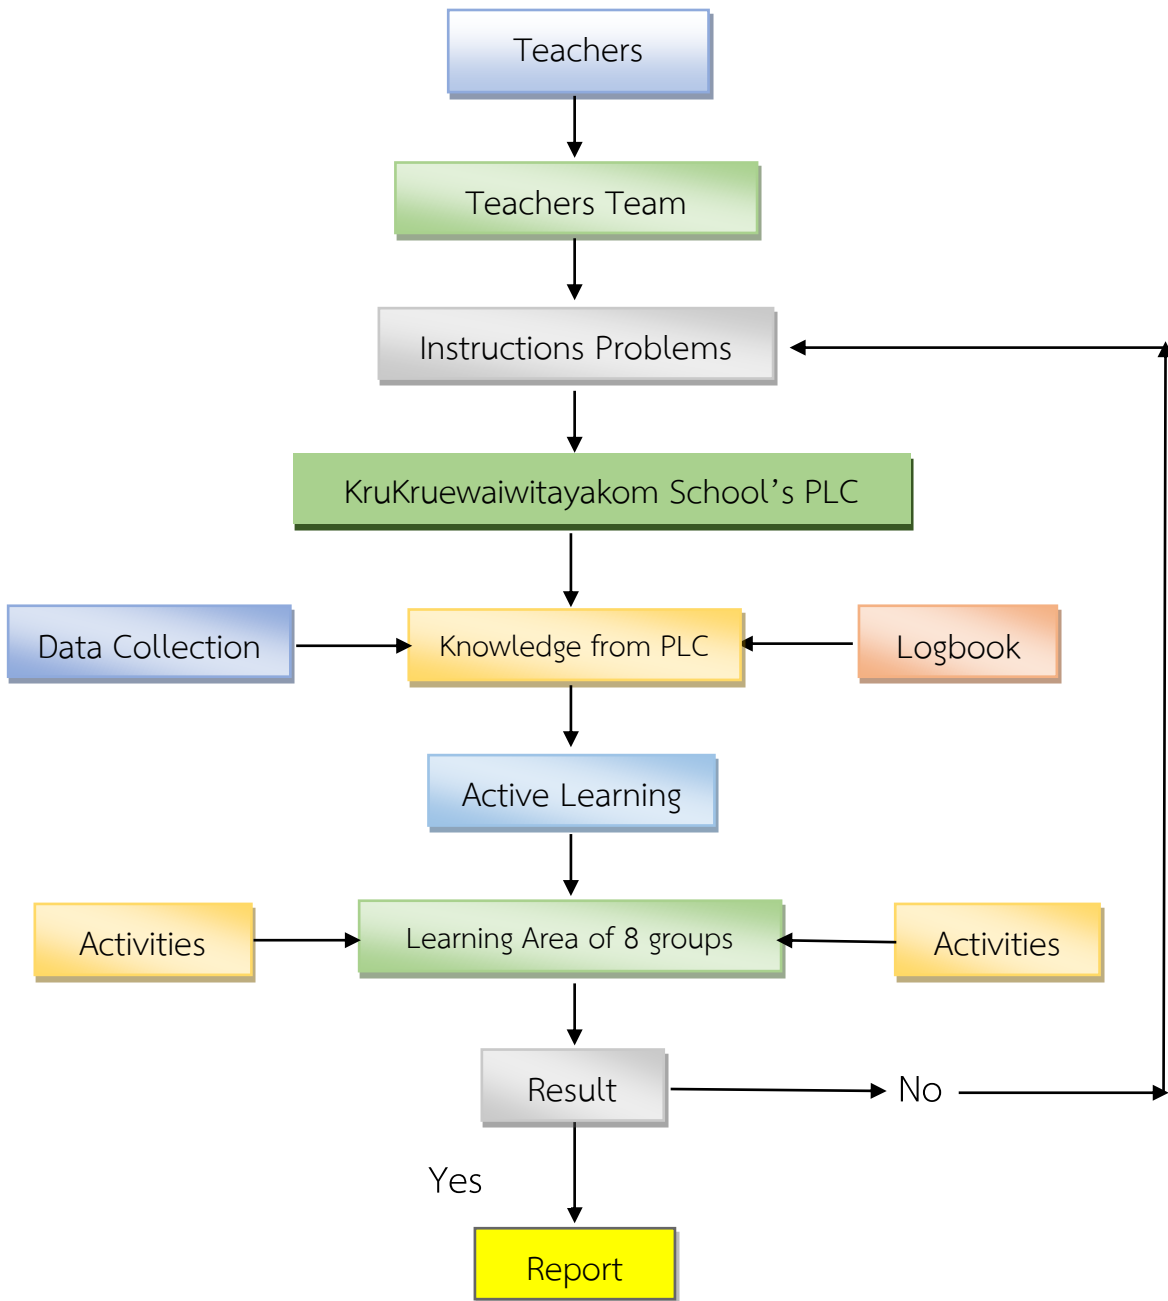 Teachers
Teachers Team
Instructions Problems
KruKruewaiwitayakom School’s PLC
Data Collection
Knowledge from PLC
Logbook
Active Learning
Activities
Learning Area of 8 groups
Activities
Result
No
Yes
Report